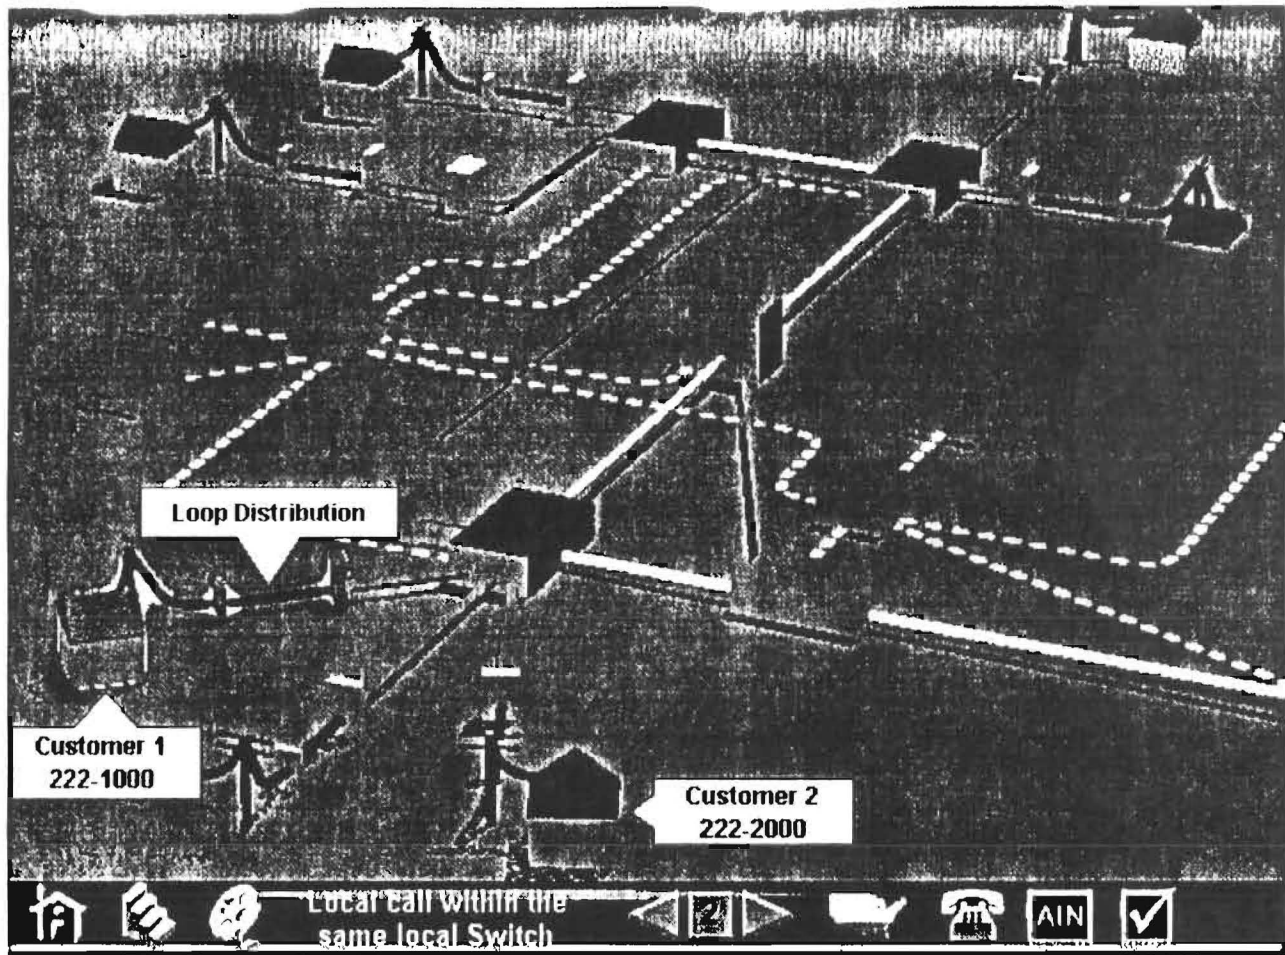 Loop Distribution
Customer 1
222-1000
Customer 2
222-2000
Local call within the
same local Switch
2
AIN